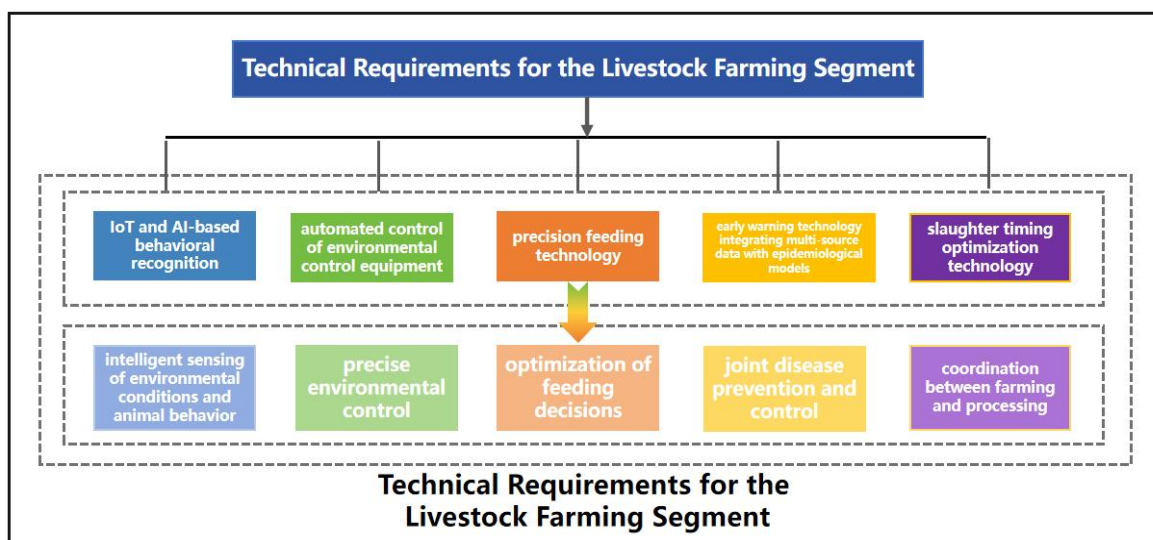 Technical Requirements for the Livestock Farming Segment
IoT and AI-based
behavioral
recognition
automated control
of environmental
control equipment
precision feeding
technology
early warning technology
integrating multi-source
data with epidemiological
models
slaughter timing
optimization
technology
intelligent sensing
of environmental
conditions and
animal behavior
precise
environmental
control
optimization of
feeding
decisions
joint disease
prevention and
control
coordination
between farming
and processing
Technical Requirements for the
Livestock Farming Segment